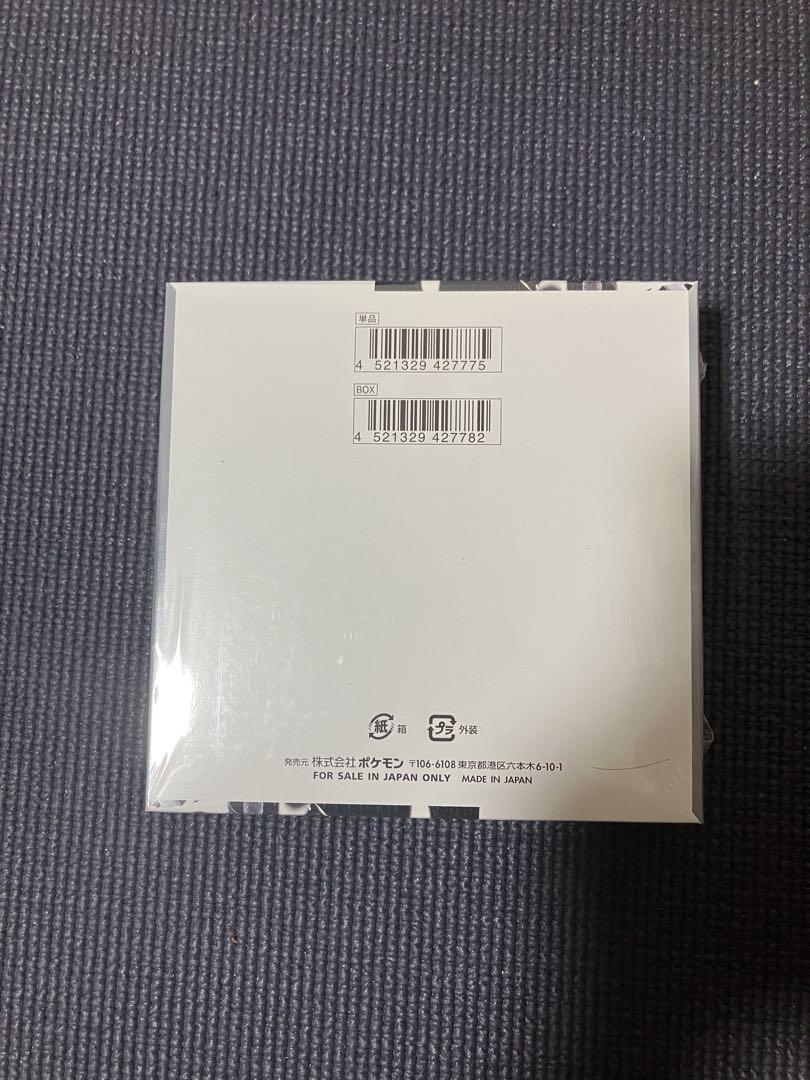 単品
4 521329 427775
BOX
4 521329 427782
紙 箱 プラ 外装
発売元 株式会社ポケモン 〒106-6108 東京都港区六本木6-10-1
FOR SALE IN JAPAN ONLY MADE IN JAPAN